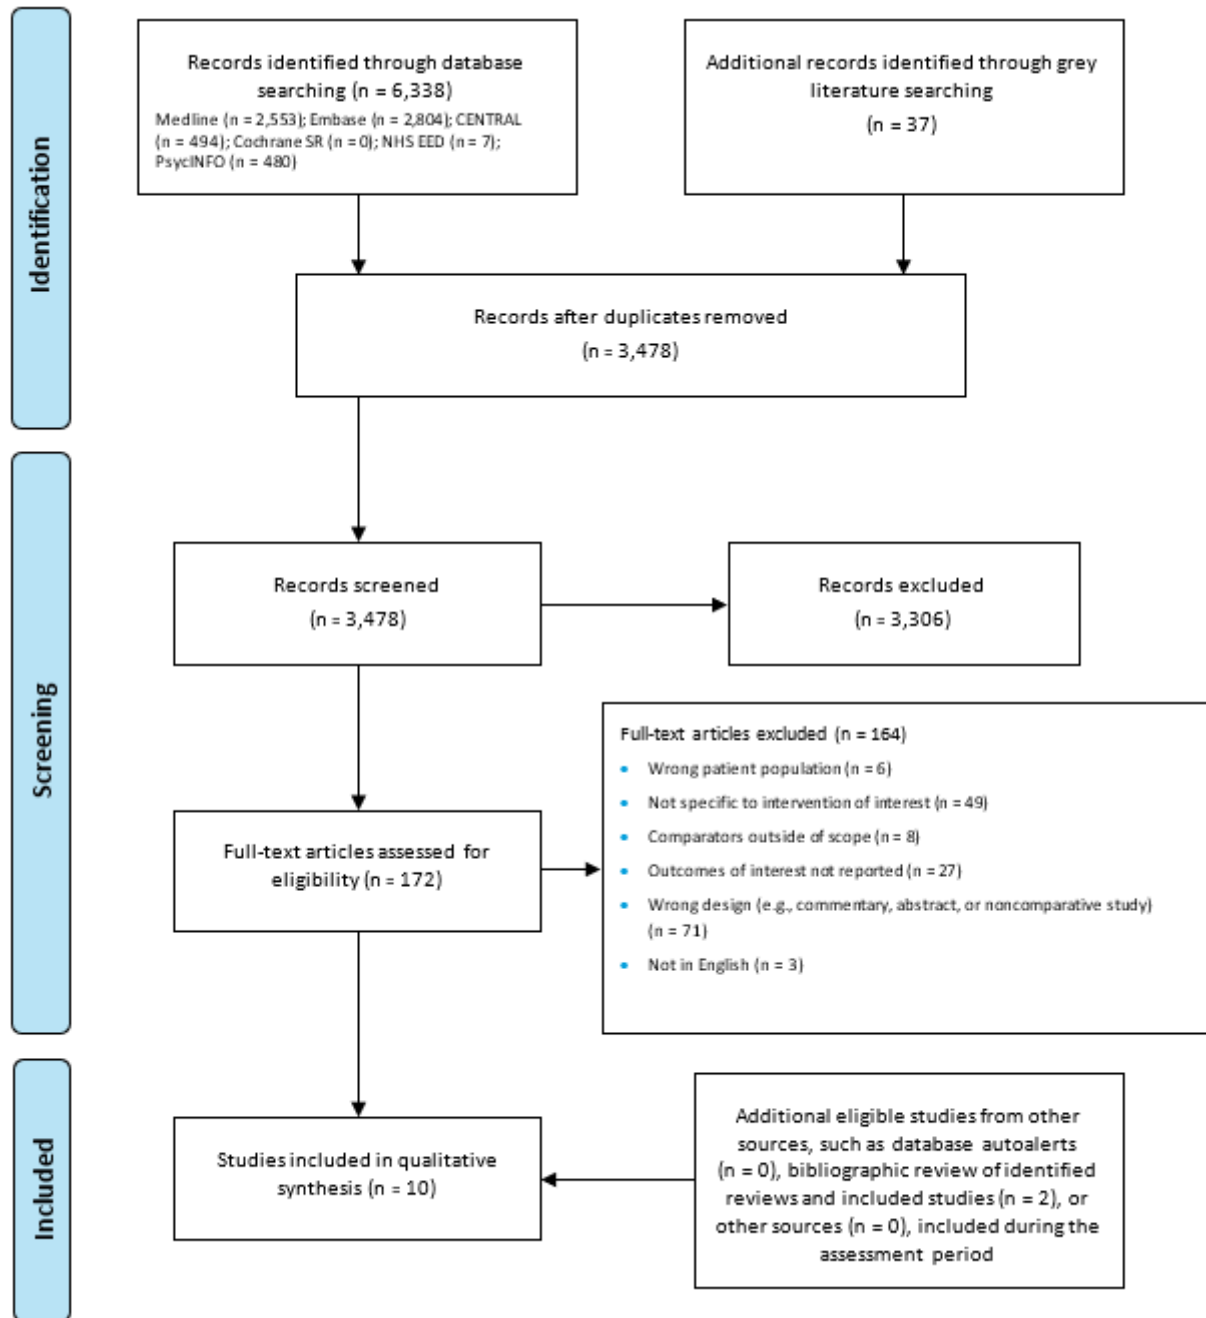 Identification
Records identified through database
searching (n = 6,338)
Medline (n = 2,553); Embase (n = 2,804); CENTRAL
(n = 494); Cochrane SR (n = 0); NHS EED (n = 7);
PsycINFO (n = 480)
Additional records identified through grey
literature searching
(n = 37)
Records after duplicates removed
(n = 3,478)
Screening
Records screened
(n = 3,478)
Records excluded
(n = 3,306)
Full-text articles assessed for
eligibility (n = 172)
Full-text articles excluded (n = 164)
• Wrong patient population (n = 6)
• Not specific to intervention of interest (n = 49)
• Comparators outside of scope (n = 8)
• Outcomes of interest not reported (n = 27)
• Wrong design (e.g., commentary, abstract, or noncomparative study)
(n = 71)
• Not in English (n = 3)
Included
Studies included in qualitative
synthesis (n = 10)
Additional eligible studies from other
sources, such as database autoalerts
(n = 0), bibliographic review of identified
reviews and included studies (n = 2), or
other sources (n = 0), included during the
assessment period